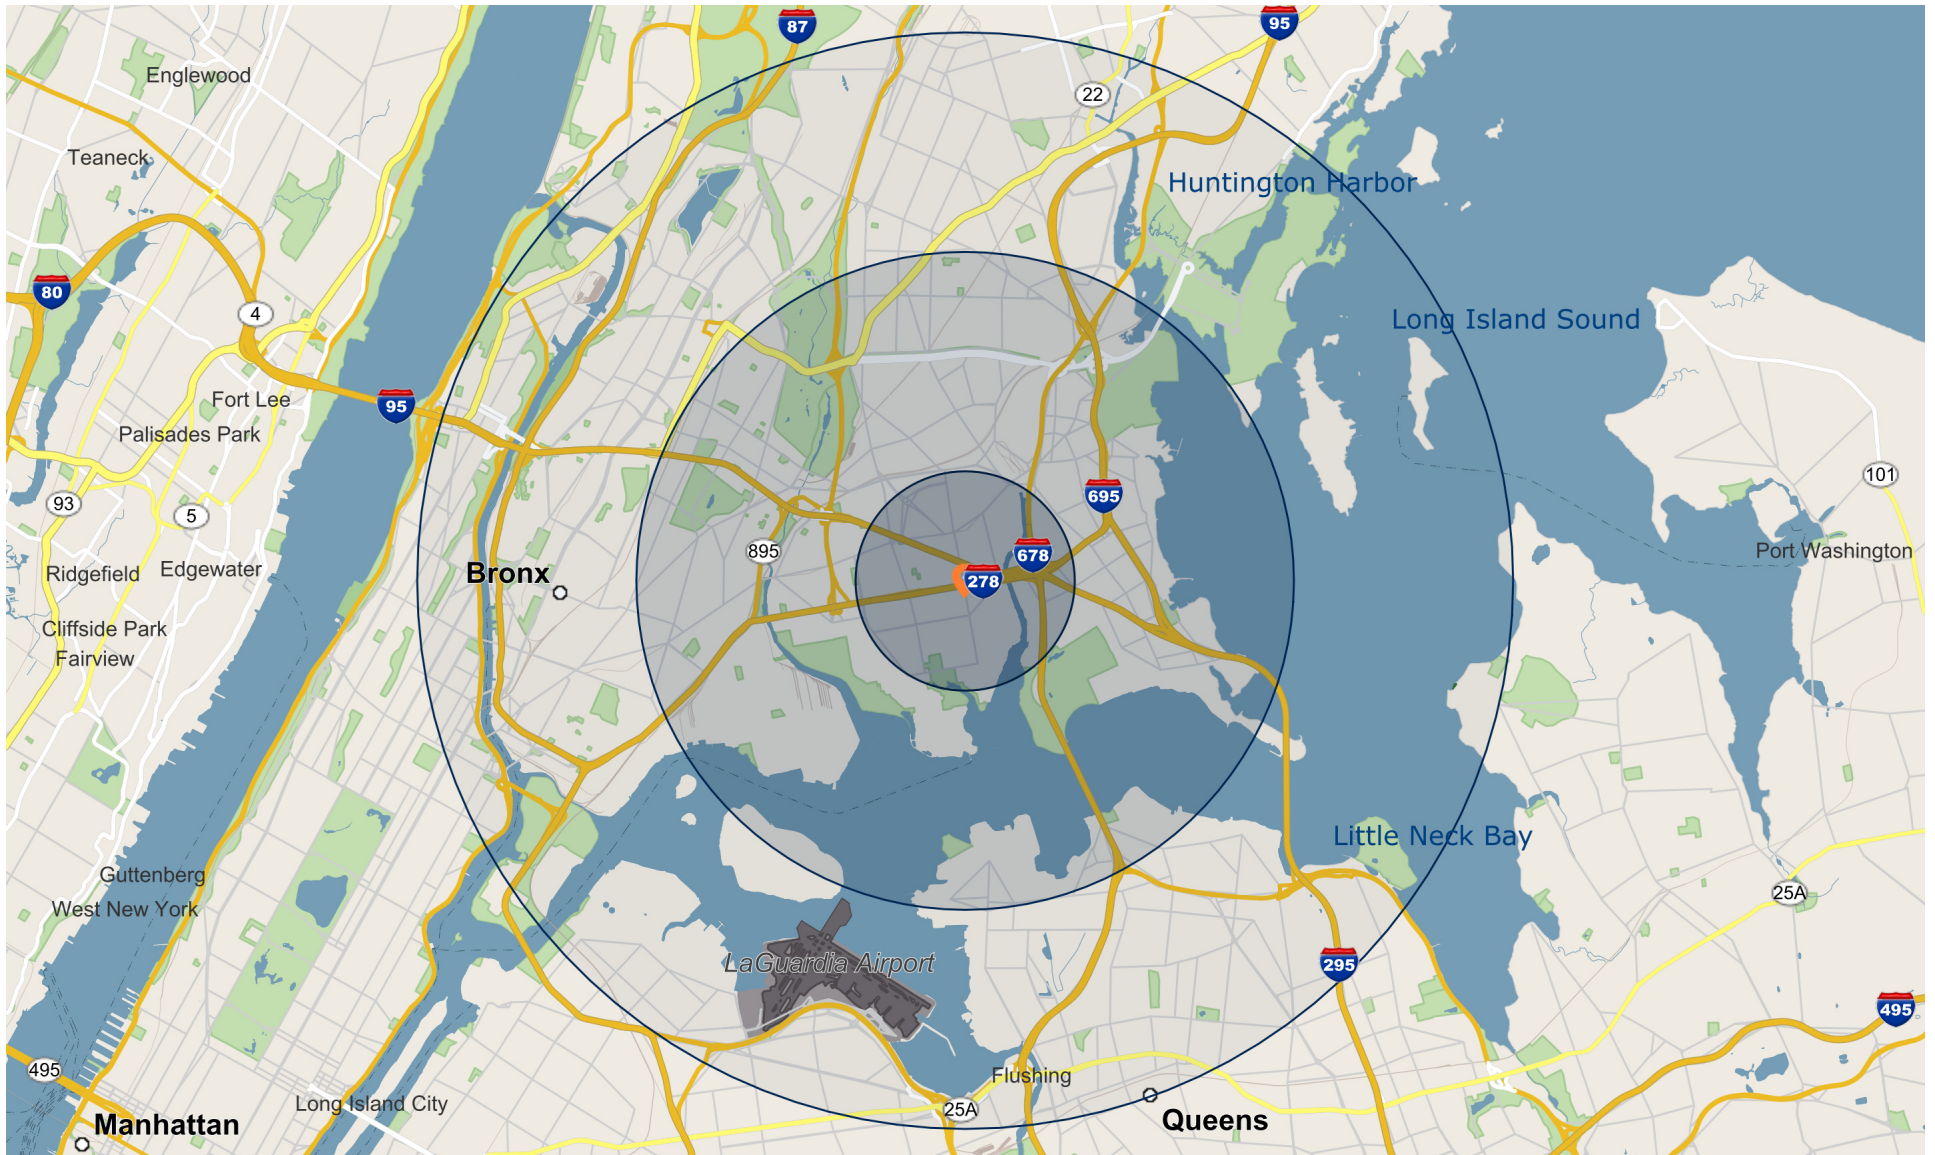 87
95
Englewood
22
Teaneck
Huntington Harbor
80
4
Long Island Sound
Fort Lee
95
Palisades Park
101
93
5
695
895
678
Port Washington
Ridgefield
Edgewater
Bronx
278
Cliffside Park
Fairview
Little Neck Bay
Guttenberg
25A
West New York
LaGuardia Airport
295
495
495
Flushing
Long Island City
25A
Manhattan
Queens